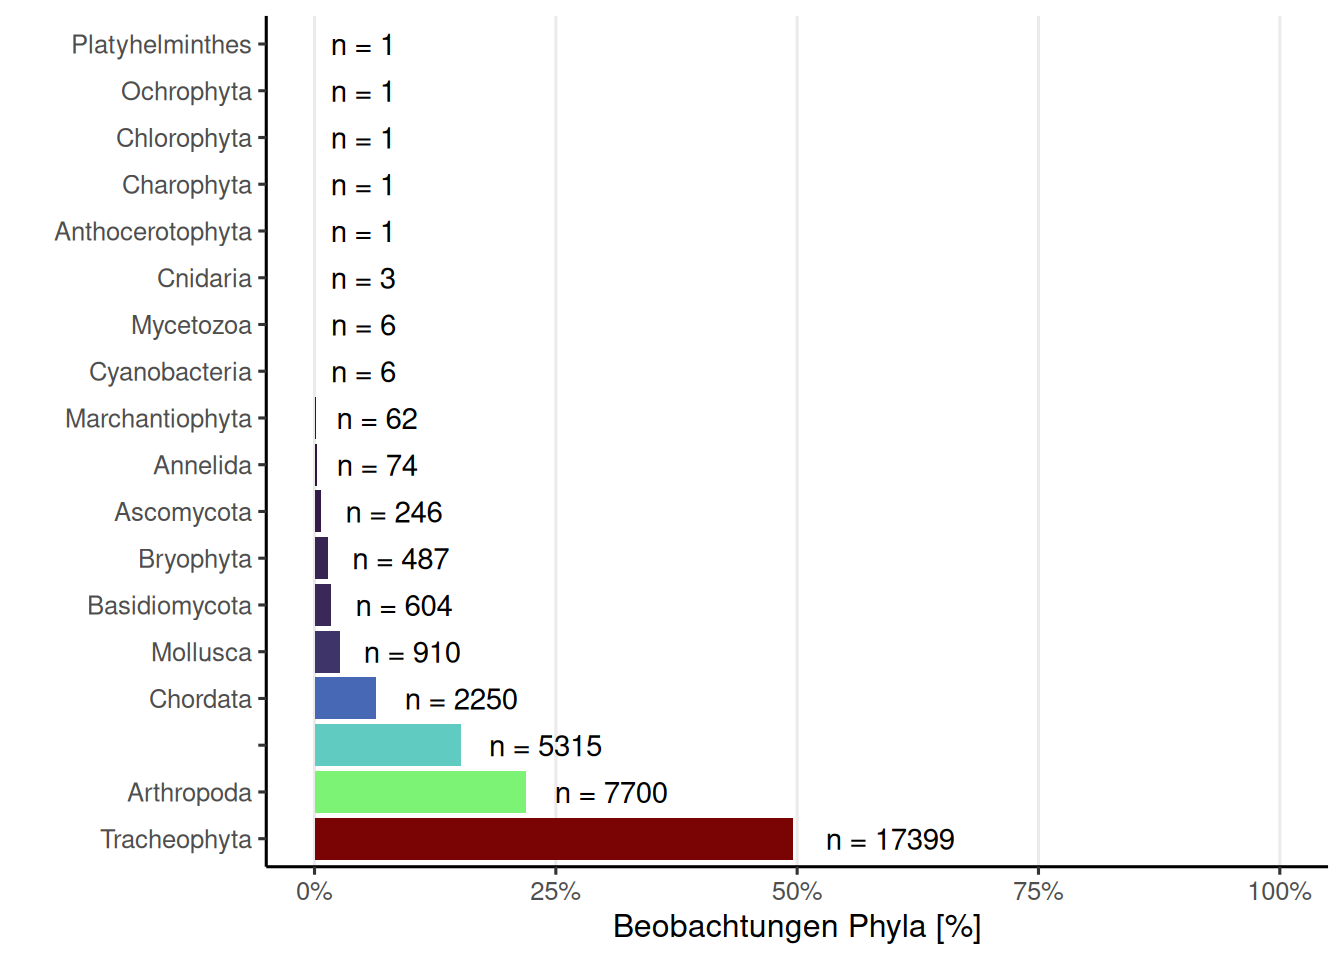 Platyhelminthes n = 1
Ochrophyta n = 1
Chlorophyta n = 1
Charophyta n = 1
Anthocerotophyta n = 1
Cnidaria n = 3
Mycetozoa n = 6
Cyanobacteria n = 6
Marchantiophyta n = 62
Annelida n = 74
Ascomycota n = 246
Bryophyta n = 487
Basidiomycota n = 604
Mollusca n = 910
Chordata n = 2250
n = 5315
Arthropoda n = 7700
Tracheophyta n = 17399
0% 25% 50% 75% 100%
Beobachtungen Phyla [%]